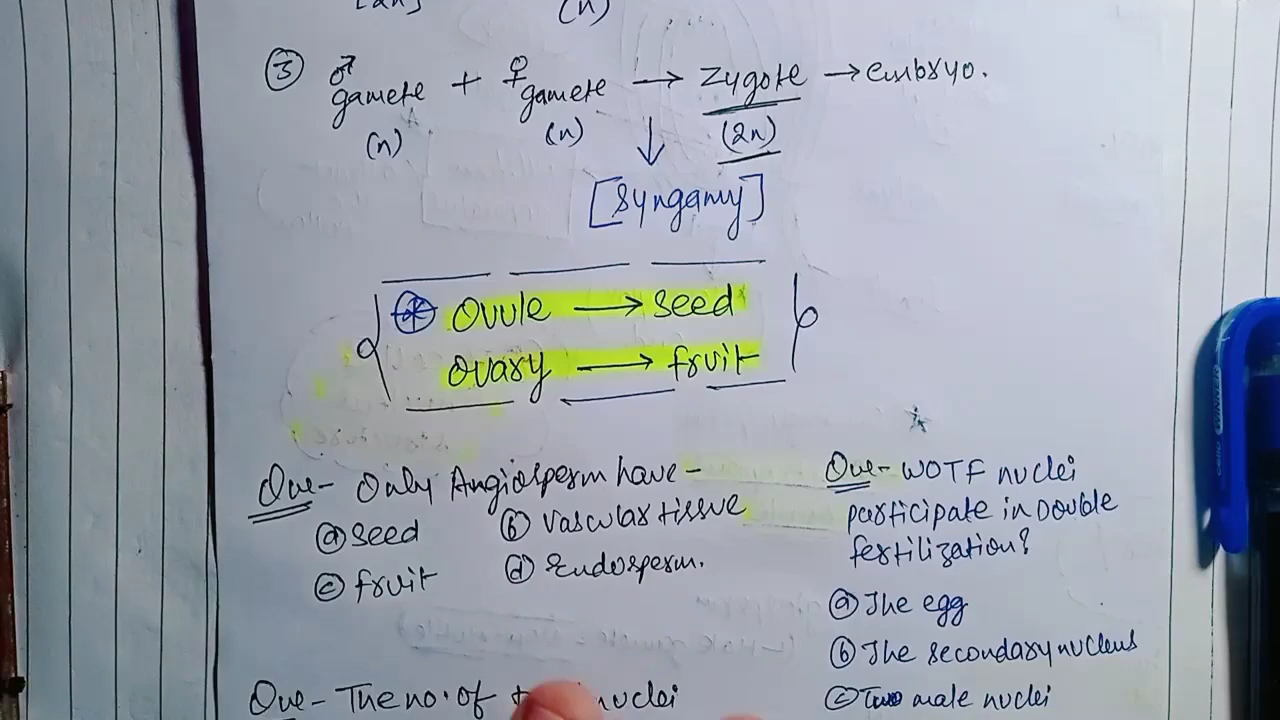 [2n] (n)
③ ♂ gamete + ♀ gamete → zygote → embryo.
(n) (n) (2n)
[Syngamy]
Ovule → seed
ovary → fruit
Que- Only Angiosperm have -
ⓐ seed ⓑ vascular tissue
ⓒ fruit ⓓ Endosperm.
Que- The no. of nuclei
Que- WOTF nuclei
participate in Double
fertilization?
ⓐ The egg
ⓑ The secondary nucleus
ⓒ Two male nuclei